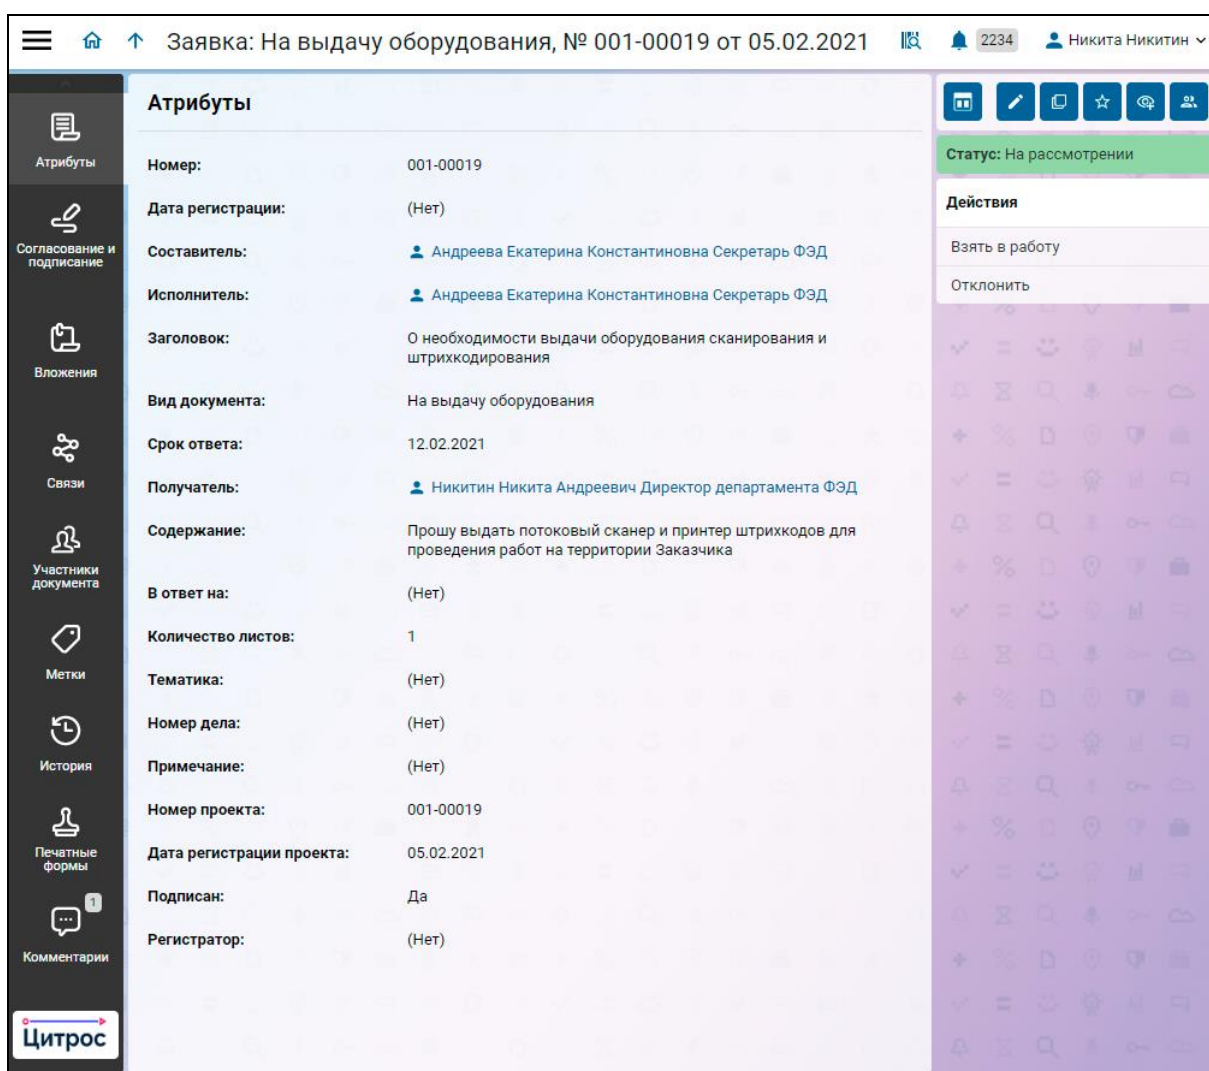 Заявка: На выдачу оборудования, № 001-00019 от 05.02.2021
2234
Никита Никитин
Атрибуты
Согласование и
подписание
Вложения
Связи
Участники
документа
Метки
История
Печатные
формы
1
Комментарии
Цитрос
Атрибуты
Номер: 001-00019
Дата регистрации: (Нет)
Составитель: Андреева Екатерина Константиновна Секретарь ФЭД
Исполнитель: Андреева Екатерина Константиновна Секретарь ФЭД
Заголовок: О необходимости выдачи оборудования сканирования и
штрихкодирования
Вид документа: На выдачу оборудования
Срок ответа: 12.02.2021
Получатель: Никитин Никита Андреевич Директор департамента ФЭД
Содержание: Прошу выдать потоковый сканер и принтер штрихкодов для
проведения работ на территории Заказчика
В ответ на: (Нет)
Количество листов: 1
Тематика: (Нет)
Номер дела: (Нет)
Примечание: (Нет)
Номер проекта: 001-00019
Дата регистрации проекта: 05.02.2021
Подписан: Да
Регистратор: (Нет)
Статус: На рассмотрении
Действия
Взять в работу
Отклонить